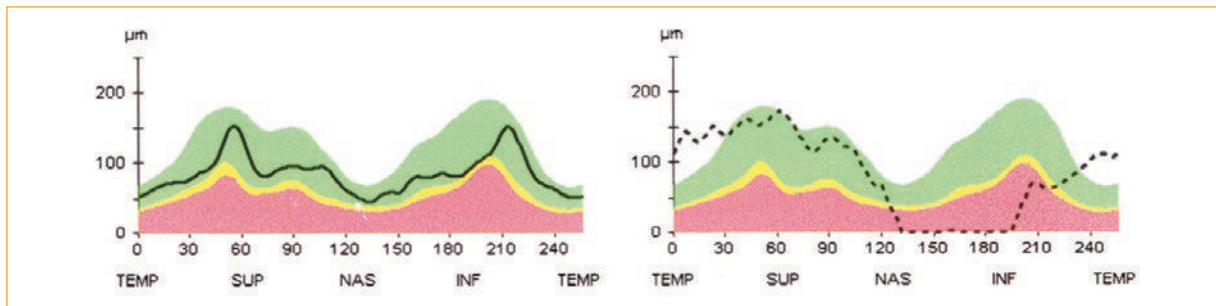 µm µm
200 200
100 100
0 0
0 30 60 90 120 150 180 210 240 0 30 60 90 120 150 180 210 240
TEMP SUP NAS INF TEMP TEMP SUP NAS INF TEMP